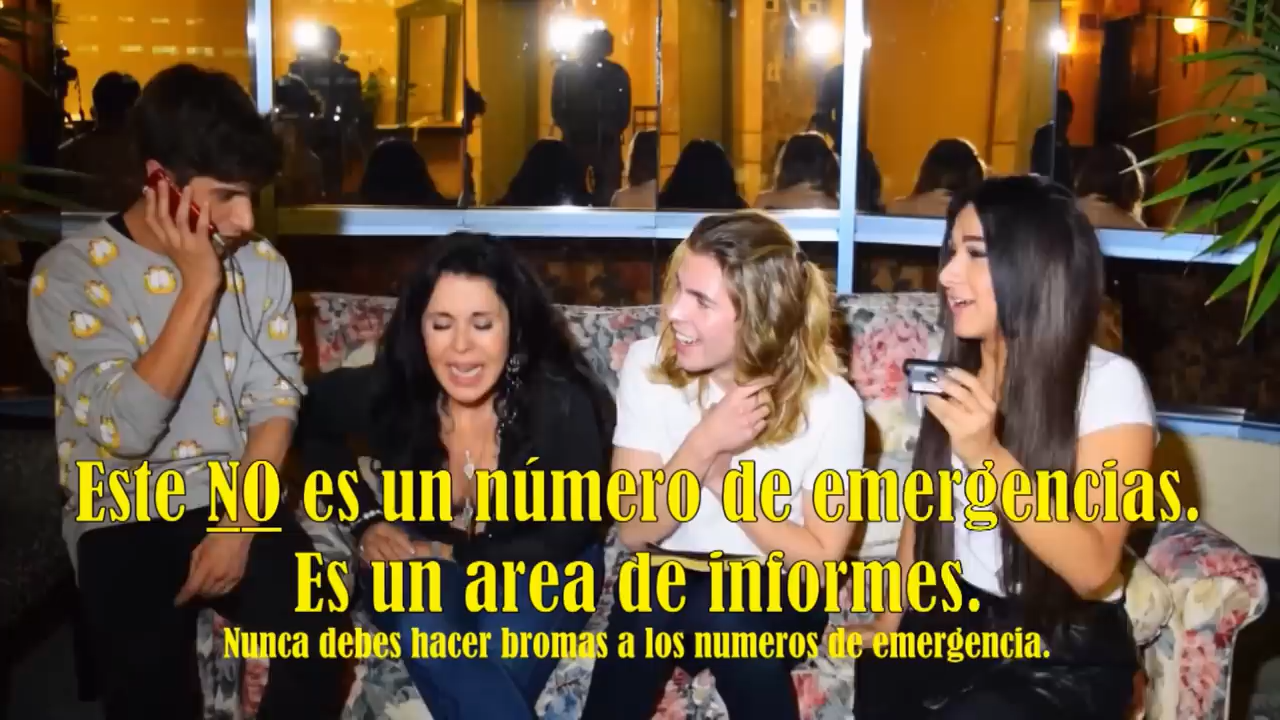 Este NO es un número de emergencias.
Es un area de informes.
Nunca debes hacer bromas a los numeros de emergencia.